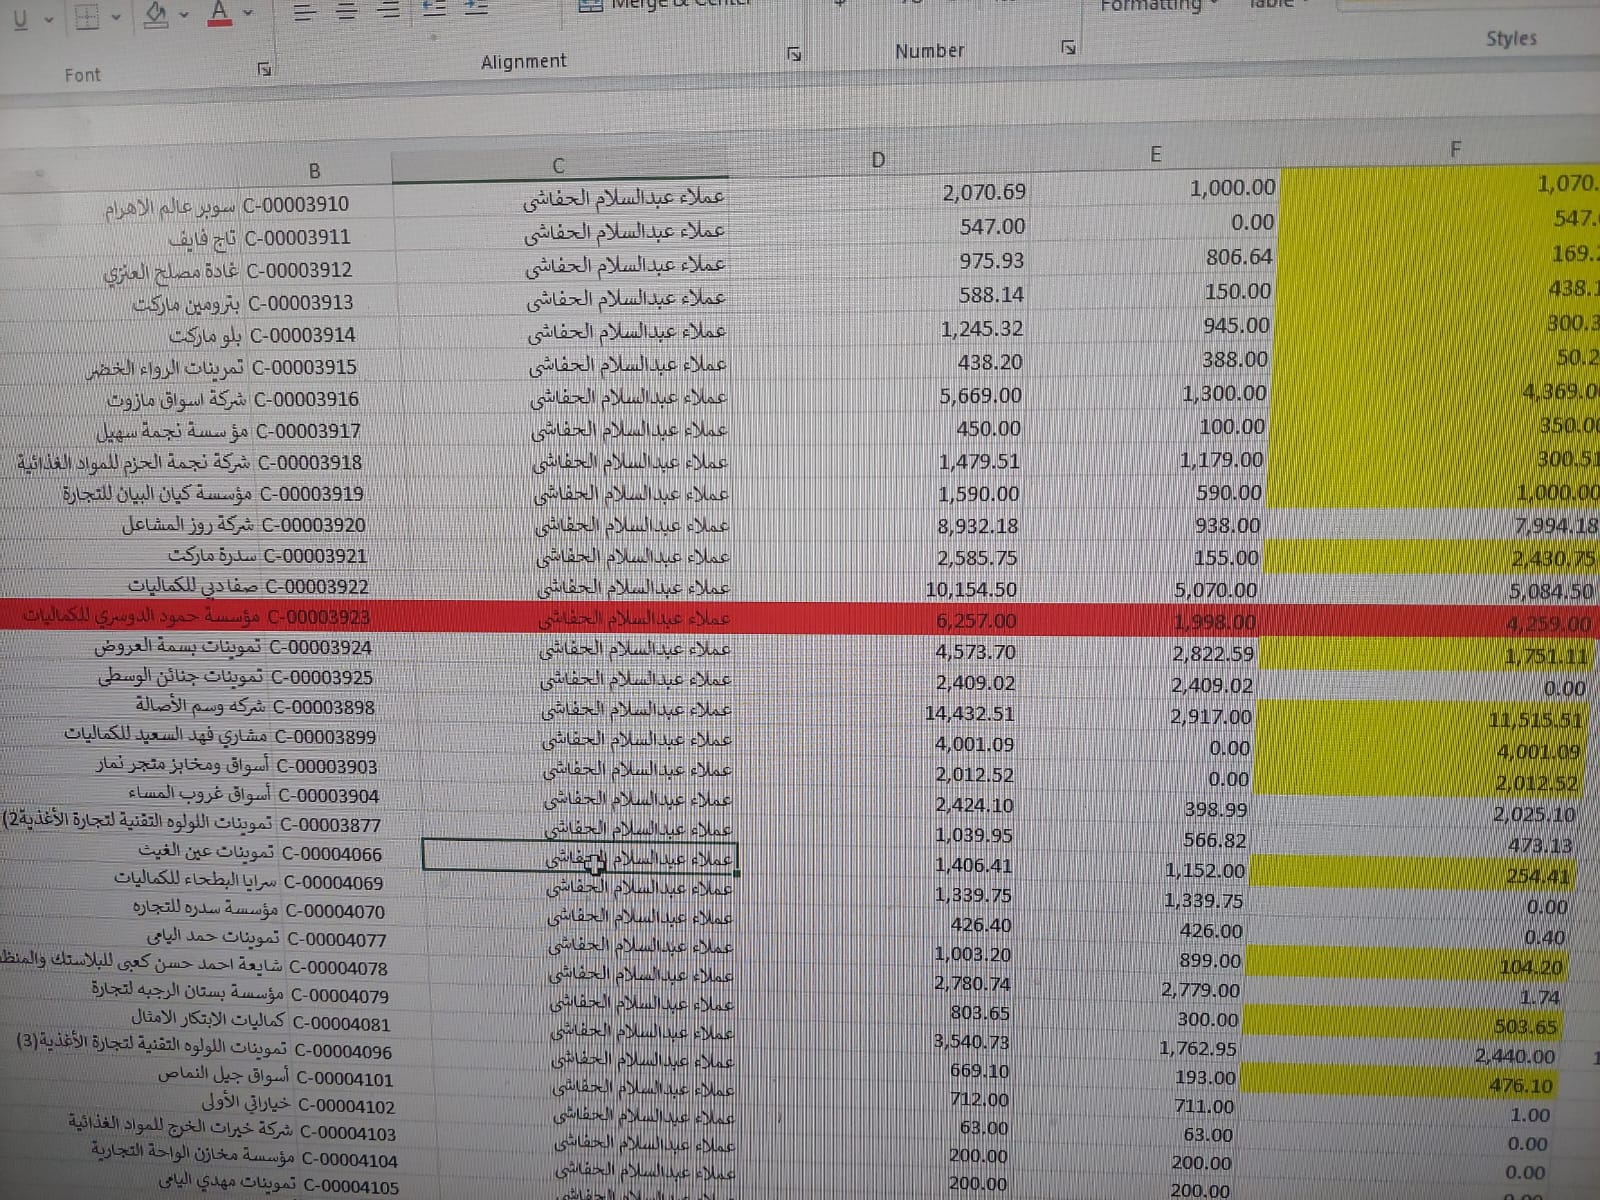 U A Merge & Center Formatting Table
Font Alignment Number Styles
B C D E F
C-00003910 سوبر عالم الاهرام عملاء عبدالسلام الحفاشي 2,070.69 1,000.00 1,070.
C-00003911 تاج فايف عملاء عبدالسلام الحفاشي 547.00 0.00 547.
C-00003912 غادة مصلح العنزي عملاء عبدالسلام الحفاشي 975.93 806.64 169.
C-00003913 بترومين ماركت عملاء عبدالسلام الحفاشي 588.14 150.00 438.1
C-00003914 بلو ماركت عملاء عبدالسلام الحفاشي 1,245.32 945.00 300.3
C-00003915 تمرينات الرواء الخضر عملاء عبدالسلام الحفاشي 438.20 388.00 50.2
C-00003916 شركة اسواق مازوت عملاء عبدالسلام الحفاشي 5,669.00 1,300.00 4,369.0
C-00003917 مؤ سسة نجمة سهيل عملاء عبدالسلام الحفاشي 450.00 100.00 350.00
C-00003918 شركة نجمة الحزم للمواد الغذائية عملاء عبدالسلام الحفاشي 1,479.51 1,179.00 300.51
C-00003919 مؤسسة كيان البيان للتجارة عملاء عبدالسلام الحفاشي 1,590.00 590.00 1,000.00
C-00003920 شركة روز المشاعل عملاء عبدالسلام الحفاشي 8,932.18 938.00 7,994.18
C-00003921 سدرة ماركت عملاء عبدالسلام الحفاشي 2,585.75 155.00 2,430.75
C-00003922 صفا دبي للكماليات عملاء عبدالسلام الحفاشي 10,154.50 5,070.00 5,084.50
C-00003923 مؤسسة حمود الدوسري للكماليات عملاء عبدالسلام الحفاشي 6,257.00 1,998.00 4,259.00
C-00003924 تموينات بسمة العروض عملاء عبدالسلام الحفاشي 4,573.70 2,822.59 1,751.11
C-00003925 تموينات جنائن الوسطى عملاء عبدالسلام الحفاشي 2,409.02 2,409.02 0.00
C-00003898 شركه وسم الأصالة عملاء عبدالسلام الحفاشي 14,432.51 2,917.00 11,515.51
C-00003899 مشاري فهد السعيد للكماليات عملاء عبدالسلام الحفاشي 4,001.09 0.00 4,001.09
C-00003903 أسواق ومخابز متجر نمار عملاء عبدالسلام الحفاشي 2,012.52 0.00 2,012.52
C-00003904 أسواق غروب المساء عملاء عبدالسلام الحفاشي 2,424.10 398.99 2,025.10
C-00003877 تموينات اللولوه التقنية لتجارة الأغذية2) عملاء عبدالسلام الحفاشي 1,039.95 566.82 473.13
C-00004066 تموينات عين الغيث عملاء عبدالسلام الحفاشي 1,406.41 1,152.00 254.41
C-00004069 سرايا البطحاء للكماليات عملاء عبدالسلام الحفاشي 1,339.75 1,339.75 0.00
C-00004070 مؤسسة سدره للتجاره عملاء عبدالسلام الحفاشي 426.40 426.00 0.40
C-00004077 تموينات حمد اليامي عملاء عبدالسلام الحفاشي 1,003.20 899.00 104.20
C-00004078 شايعة احمد حسن كعبي للبلاستك والمنظ عملاء عبدالسلام الحفاشي 2,780.74 2,779.00 1.74
C-00004079 مؤسسة بستان الرجبه لتجارة عملاء عبدالسلام الحفاشي 803.65 300.00 503.65
C-00004081 كماليات الابتكار الامثال عملاء عبدالسلام الحفاشي 3,540.73 1,762.95 2,440.00
C-00004096 تموينات اللولوه التقنية لتجارة الأغذية(3) عملاء عبدالسلام الحفاشي 669.10 193.00 476.10
C-00004101 أسواق جبل النماص عملاء عبدالسلام الحفاشي 712.00 711.00 1.00
C-00004102 خياراتي الأولى عملاء عبدالسلام الحفاشي 63.00 63.00 0.00
C-00004103 شركة خيرات الخرج للمواد الغذائية عملاء عبدالسلام الحفاشي 200.00 200.00 0.00
C-00004104 مؤسسة مخازن الواحة التجارية عملاء عبدالسلام الحفاشي 200.00 200.00
C-00004105 تموينات مهدي اليامي عملاء عبدالسلام الحفاشي